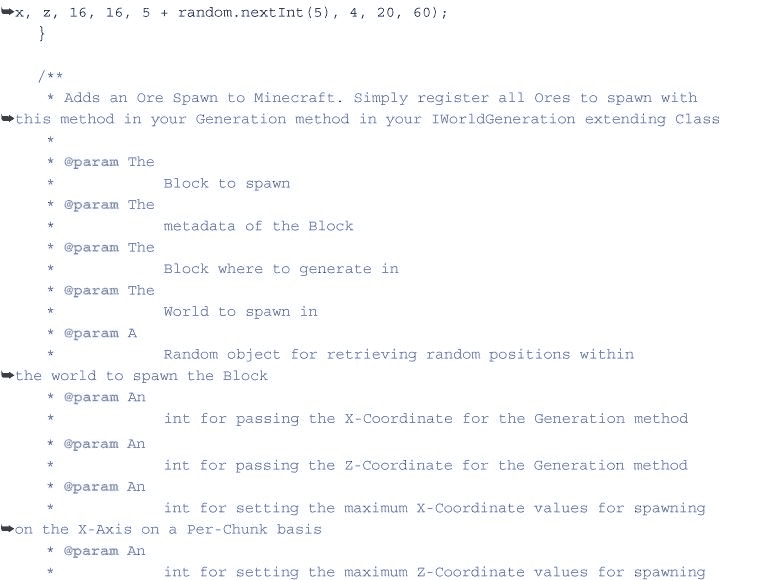 ➥x, z, 16, 16, 5 + random.nextInt(5), 4, 20, 60);
}
/**
* Adds an Ore Spawn to Minecraft. Simply register all Ores to spawn with
➥this method in your Generation method in your IWorldGeneration extending Class
*
* @param The
* Block to spawn
* @param The
* metadata of the Block
* @param The
* Block where to generate in
* @param The
* World to spawn in
* @param A
* Random object for retrieving random positions within
➥the world to spawn the Block
* @param An
* int for passing the X-Coordinate for the Generation method
* @param An
* int for passing the Z-Coordinate for the Generation method
* @param An
* int for setting the maximum X-Coordinate values for spawning
➥on the X-Axis on a Per-Chunk basis
* @param An
* int for setting the maximum Z-Coordinate values for spawning